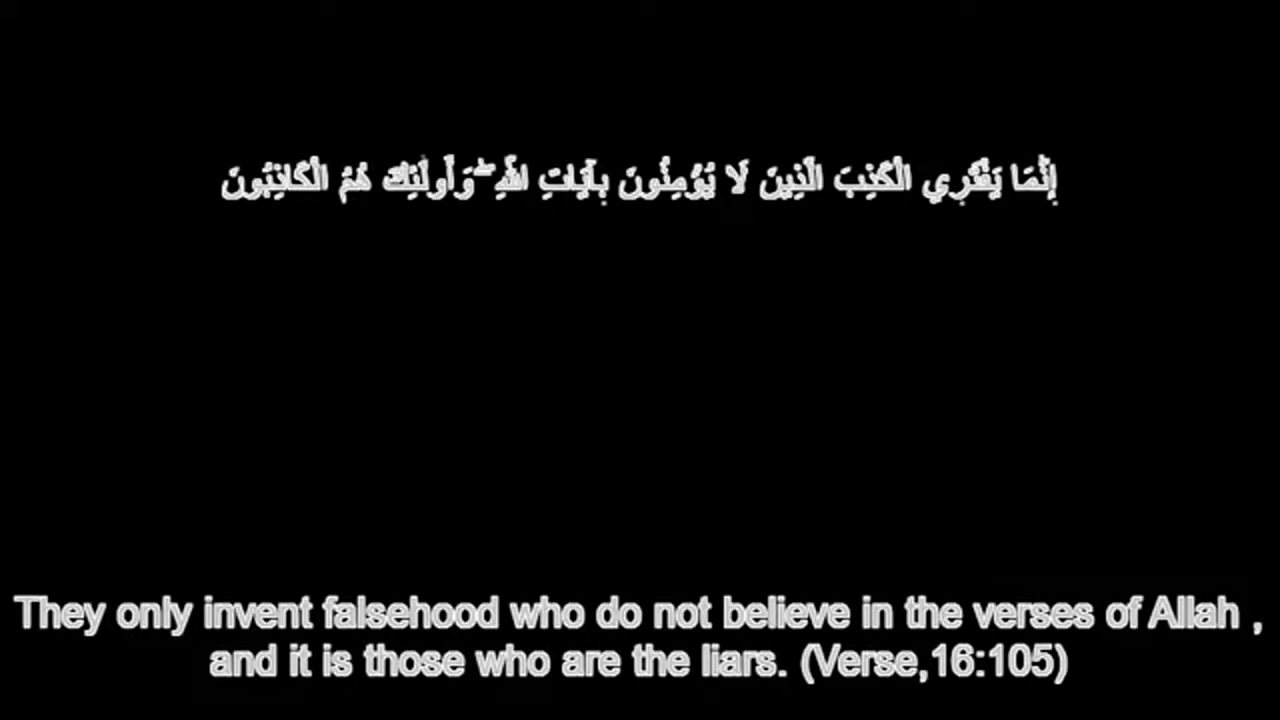 إِنَّمَا يَفْتَرِي الْكَذِبَ الَّذِينَ لَا يُؤْمِنُونَ بِآيَاتِ اللَّهِ ۖ وَأُولَٰئِكَ هُمُ الْكَاذِبُونَ
They only invent falsehood who do not believe in the verses of Allah ,
and it is those who are the liars. (Verse,16:105)